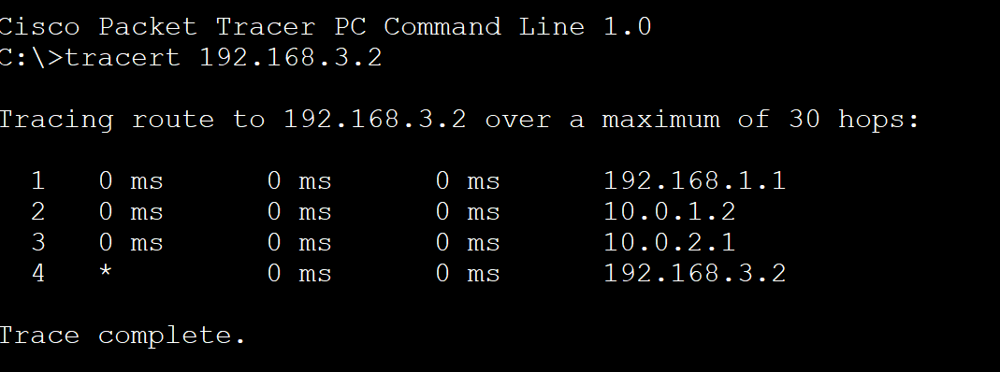 Cisco Packet Tracer PC Command Line 1.0
C:\>tracert 192.168.3.2
Tracing route to 192.168.3.2 over a maximum of 30 hops:
1 0 ms 0 ms 0 ms 192.168.1.1
2 0 ms 0 ms 0 ms 10.0.1.2
3 0 ms 0 ms 0 ms 10.0.2.1
4 * 0 ms 0 ms 192.168.3.2
Trace complete.